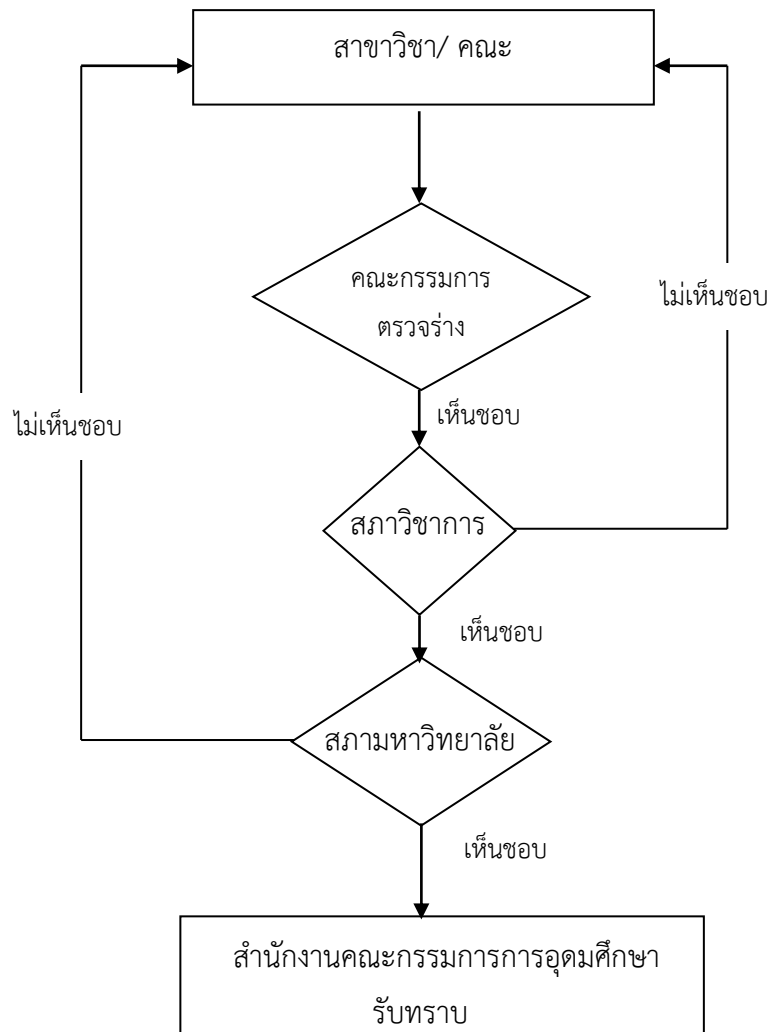 สาขาวิชา/ คณะ
คณะกรรมการ
ตรวจร่าง
ไม่เห็นชอบ
เห็นชอบ
ไม่เห็นชอบ
สภาวิชาการ
เห็นชอบ
สภามหาวิทยาลัย
เห็นชอบ
สำนักงานคณะกรรมการการอุดมศึกษา
รับทราบ